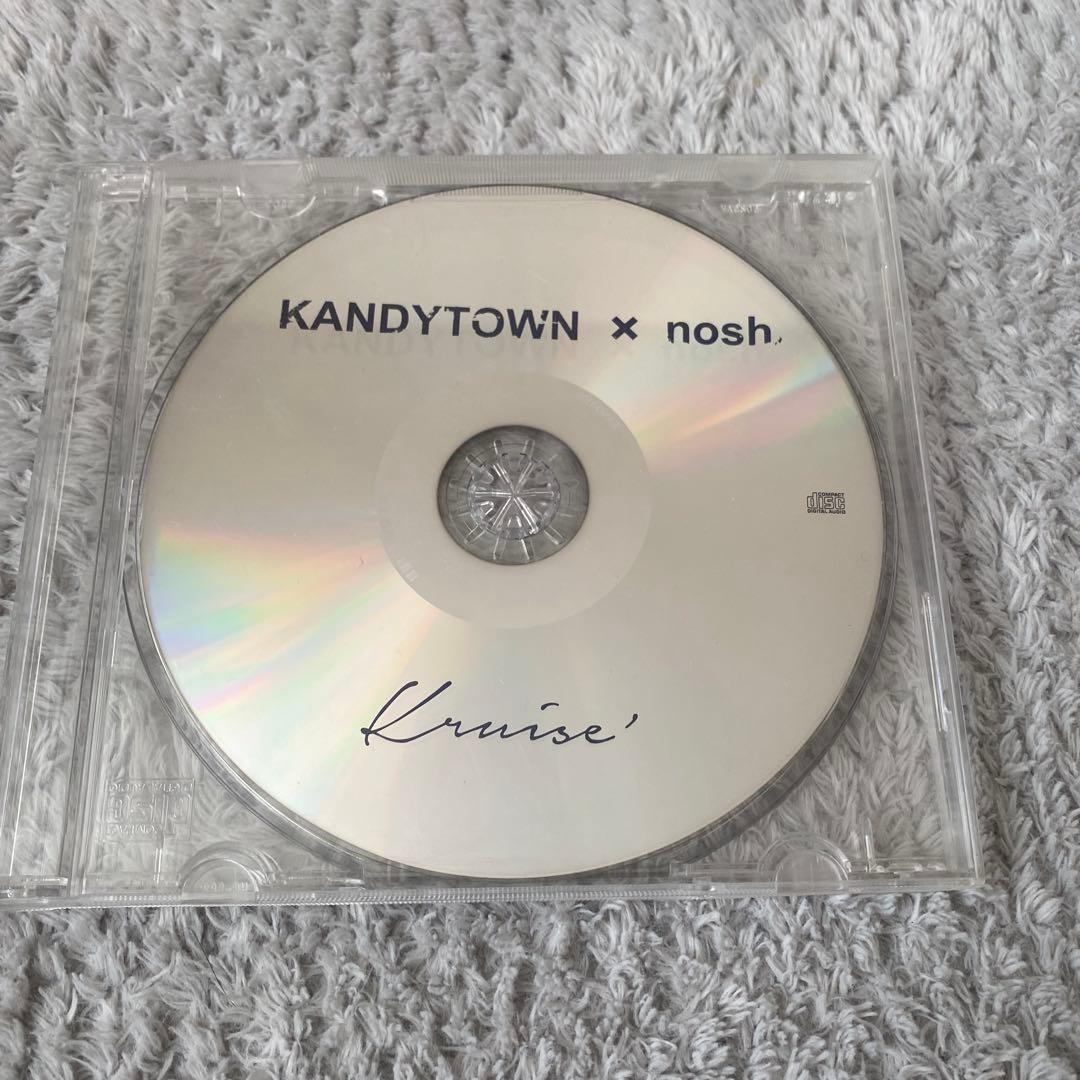 KANDYTOWN × nosh.
COMPACT
disc
DIGITAL AUDIO
Kruise'